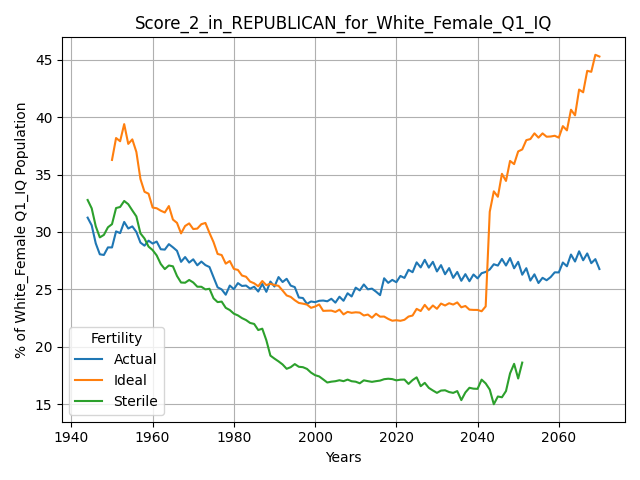 Score_2_in_REPUBLICAN_for_White_Female_Q1_IQ
% of White_Female Q1_IQ Population
45
40
35
30
25
20
15
Fertility
Actual
Ideal
Sterile
1940 1960 1980 2000 2020 2040 2060
Years